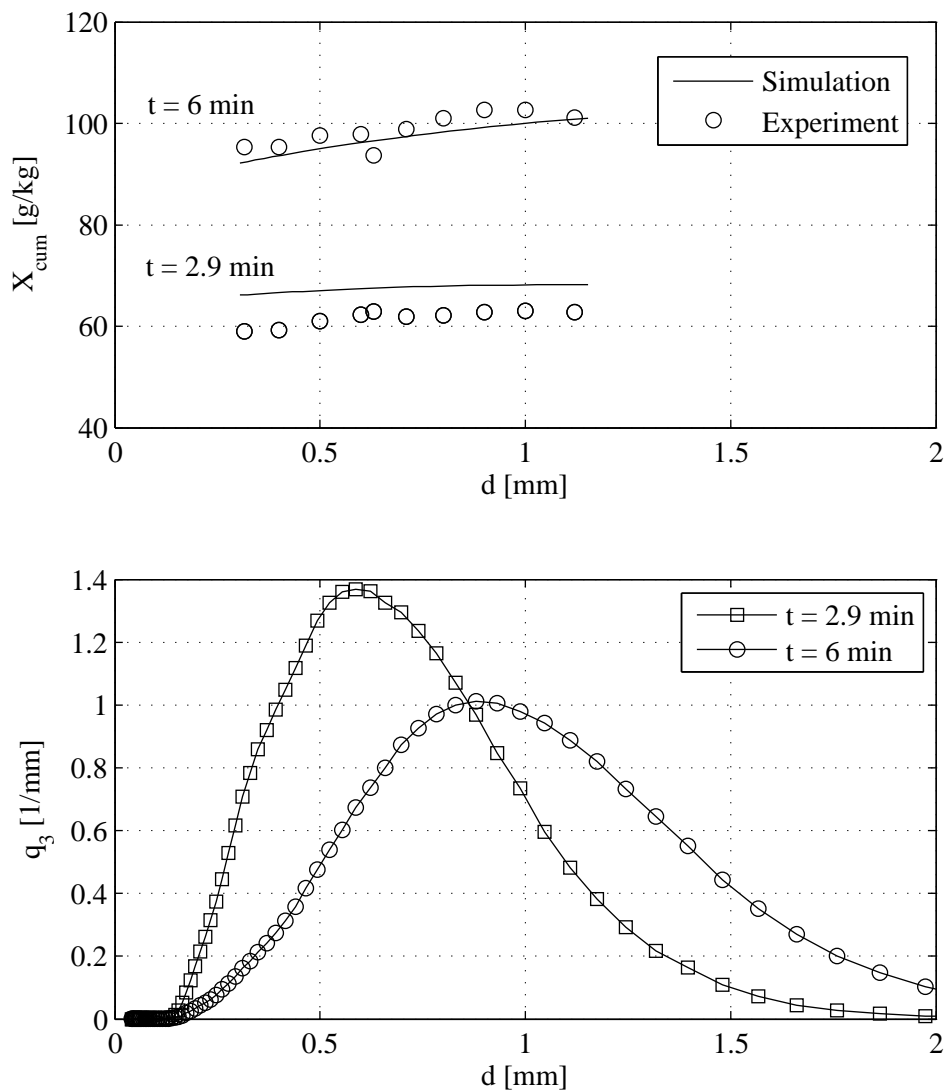 120
100
80
60
40
X_cum [g/kg]
t = 6 min
t = 2.9 min
Simulation
Experiment
0 0.5 1 1.5 2
d [mm]
1.4
1.2
1
0.8
0.6
0.4
0.2
0
q_3 [1/mm]
t = 2.9 min
t = 6 min
0 0.5 1 1.5 2
d [mm]